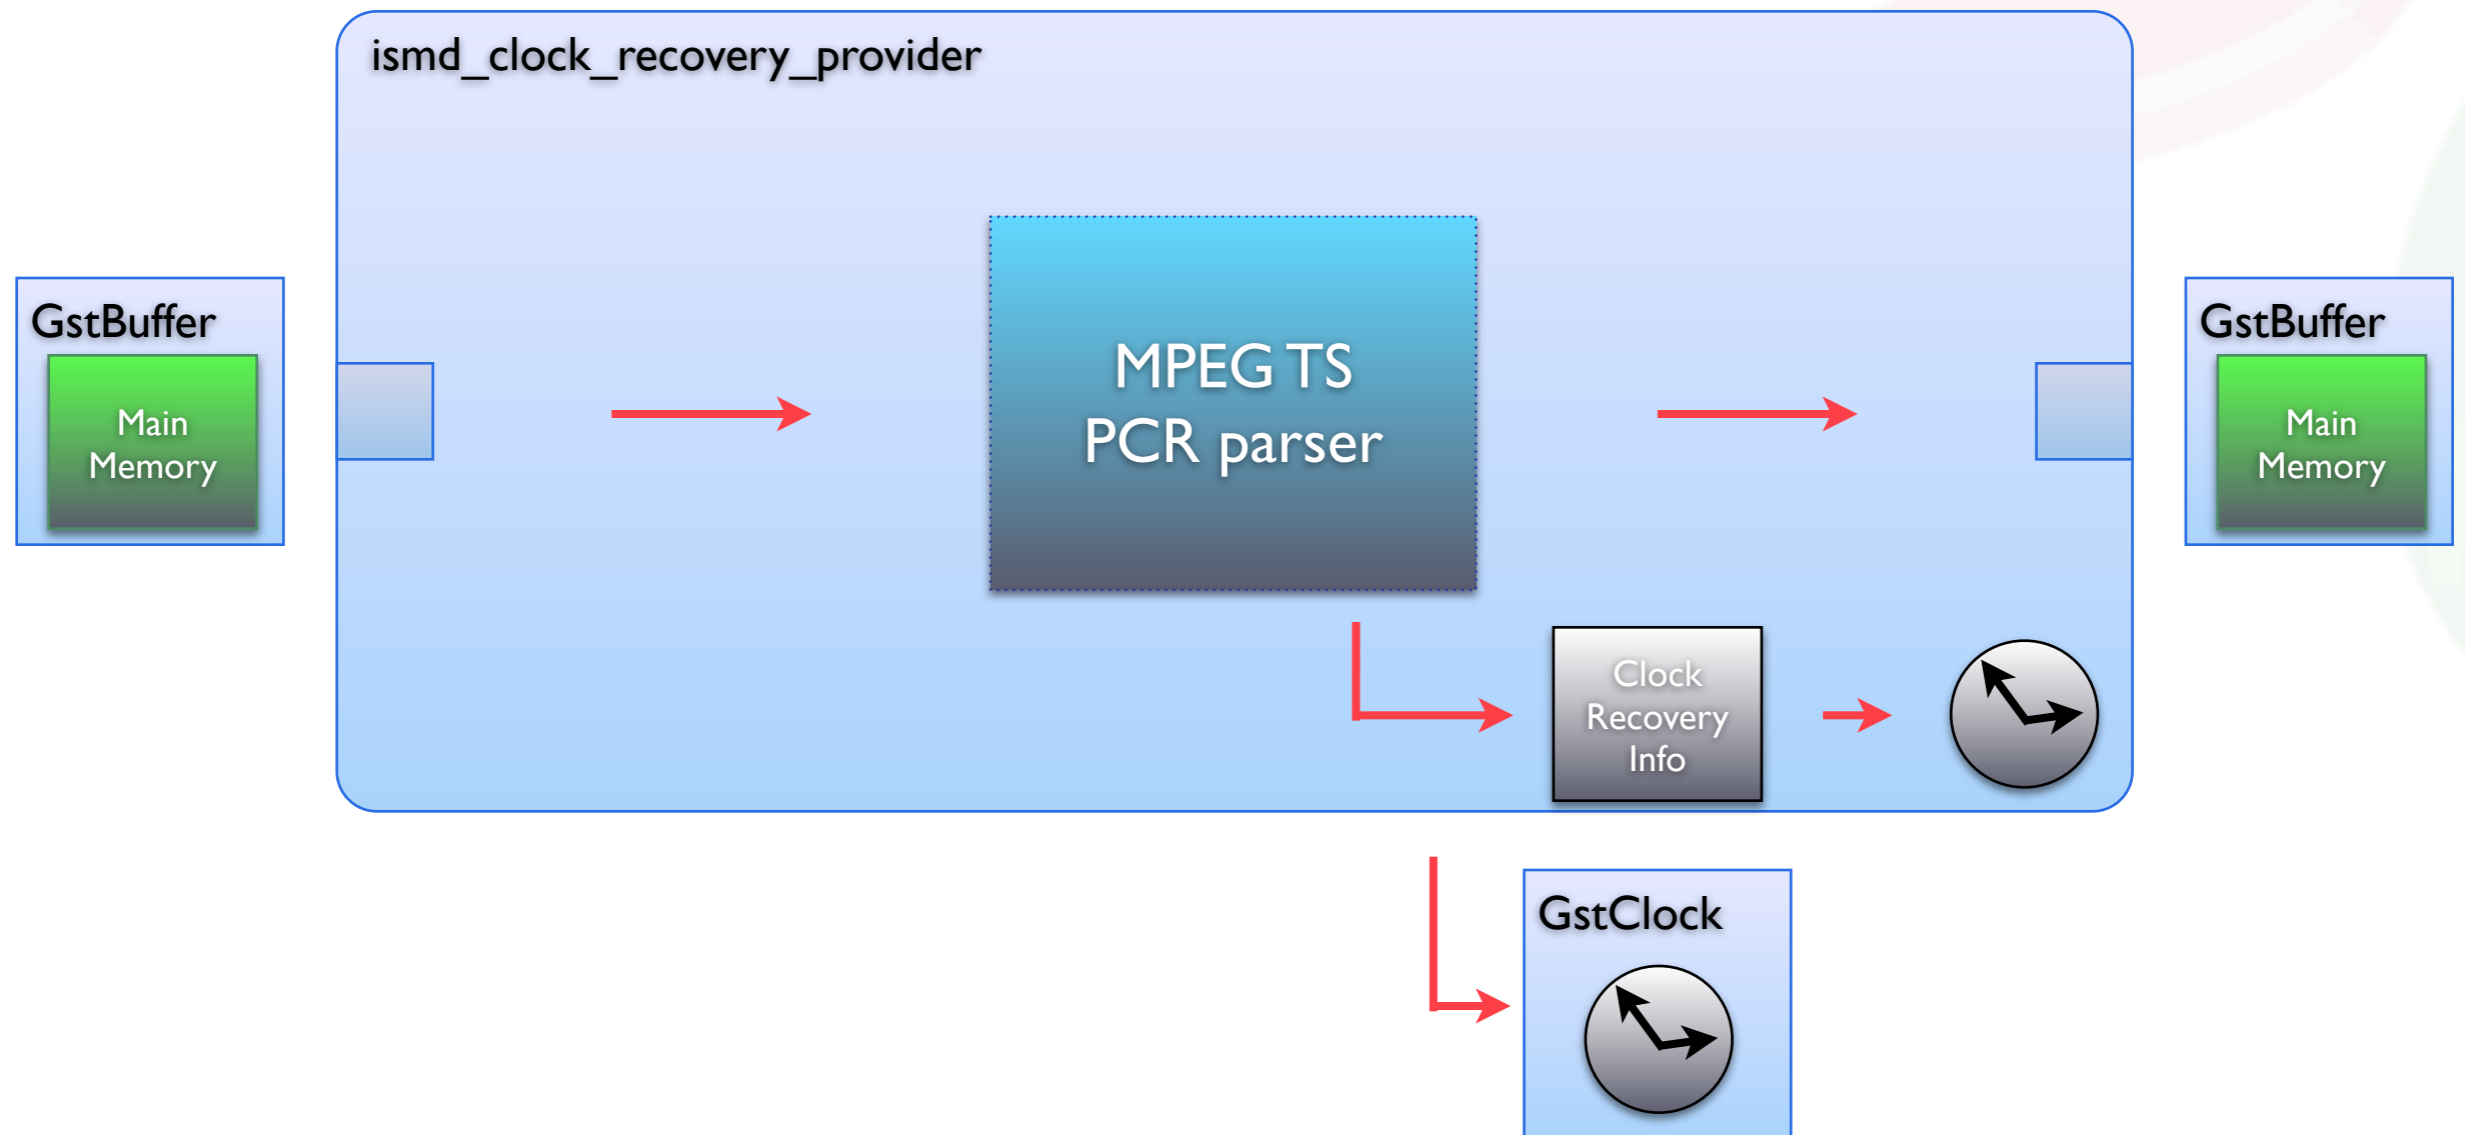 ismd_clock_recovery_provider
GstBuffer
Main
Memory
MPEG TS
PCR parser
GstBuffer
Main
Memory
Clock
Recovery
Info
GstClock